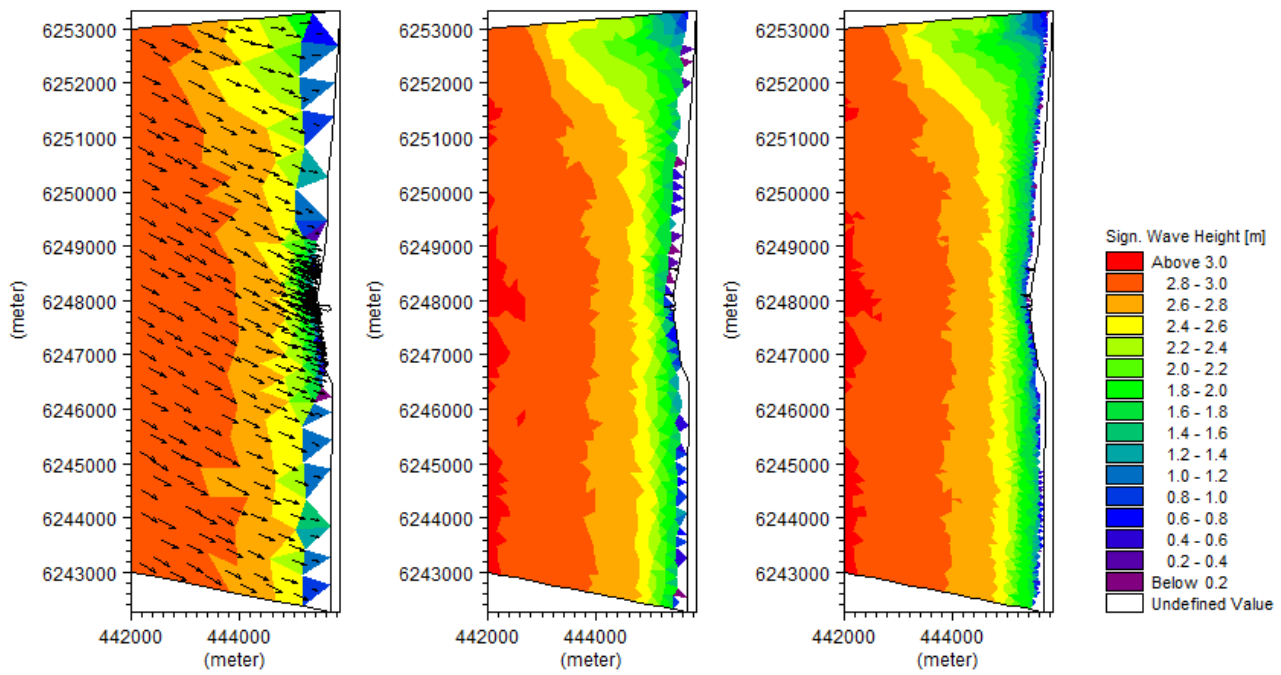 6253000
6252000
6251000
6250000
6249000
6248000
6247000
6246000
6245000
6244000
6243000
(meter)
442000 444000
(meter)
6253000
6252000
6251000
6250000
6249000
6248000
6247000
6246000
6245000
6244000
6243000
(meter)
442000 444000
(meter)
6253000
6252000
6251000
6250000
6249000
6248000
6247000
6246000
6245000
6244000
6243000
(meter)
442000 444000
(meter)
Sign. Wave Height [m]
Above 3.0
2.8 - 3.0
2.6 - 2.8
2.4 - 2.6
2.2 - 2.4
2.0 - 2.2
1.8 - 2.0
1.6 - 1.8
1.4 - 1.6
1.2 - 1.4
1.0 - 1.2
0.8 - 1.0
0.6 - 0.8
0.4 - 0.6
0.2 - 0.4
Below 0.2
Undefined Value